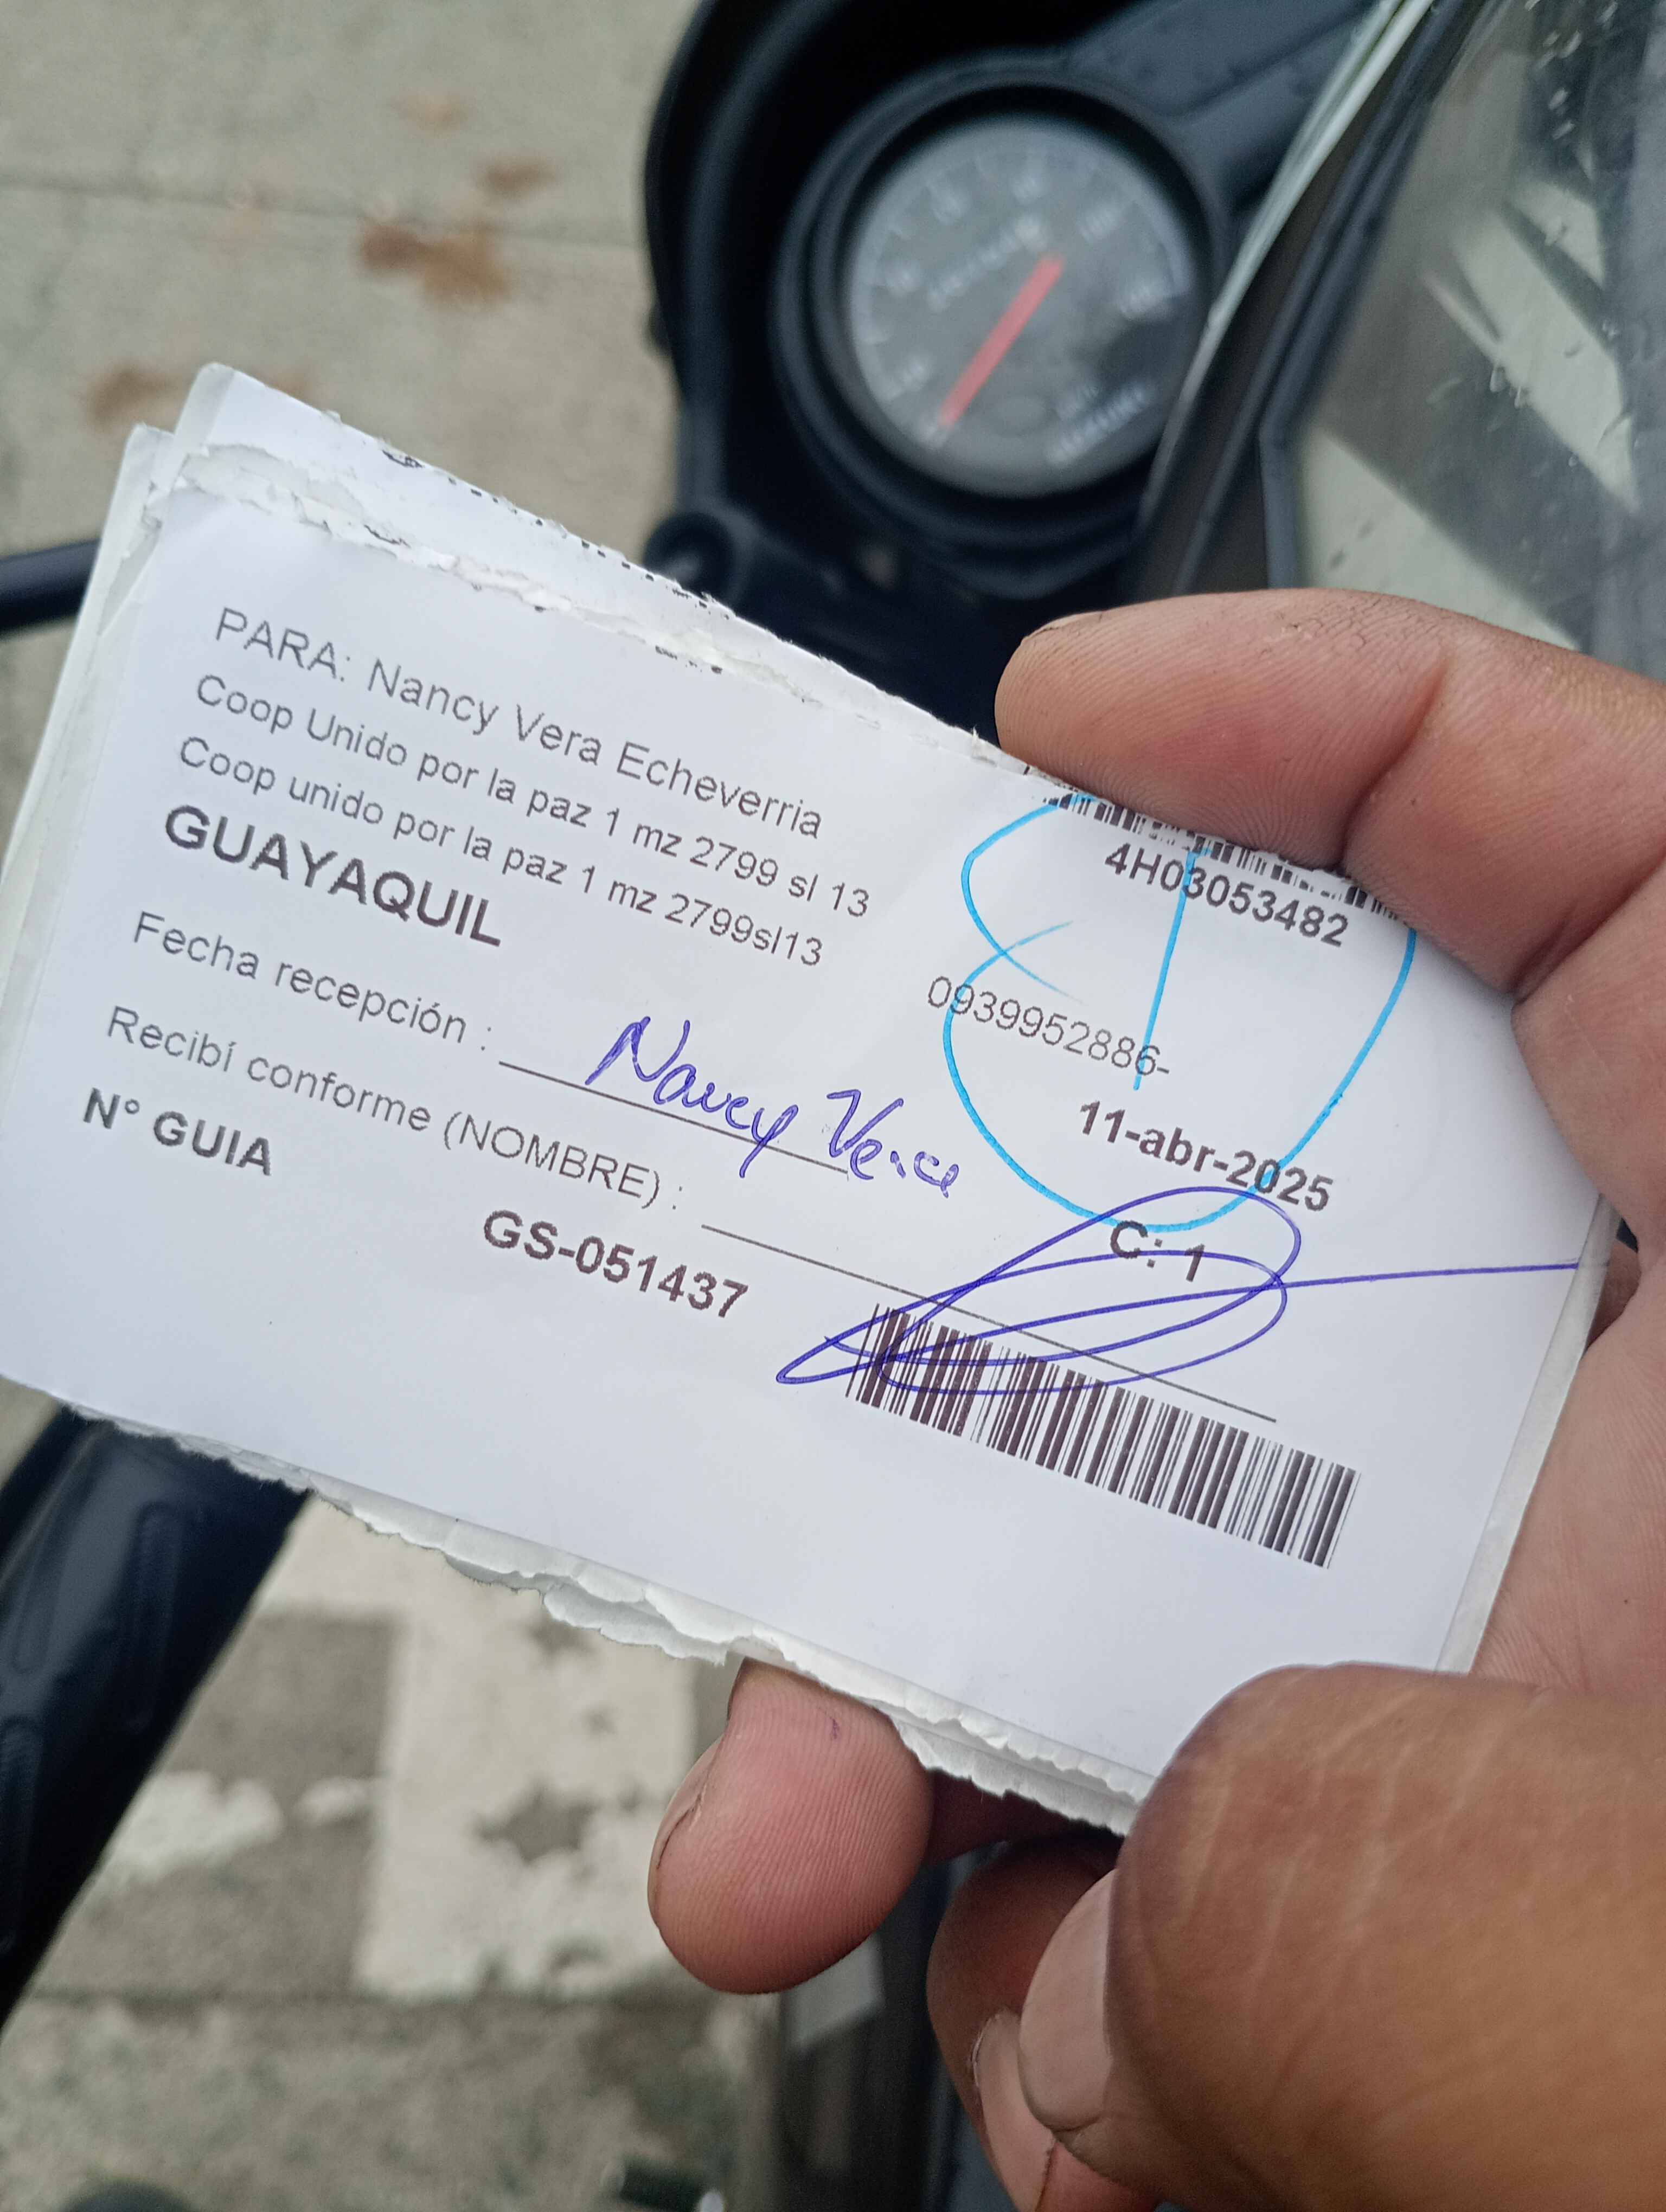 PARA: Nancy Vera Echeverria
Coop Unido por la paz 1 mz 2799 sl 13
Coop unido por la paz 1 mz 2799sl13
GUAYAQUIL
4H03053482
0939952886-
11-abr-2025
C: 1
Fecha recepción :
Nancy Vera
Recibí conforme (NOMBRE) :
N° GUIA
GS-051437